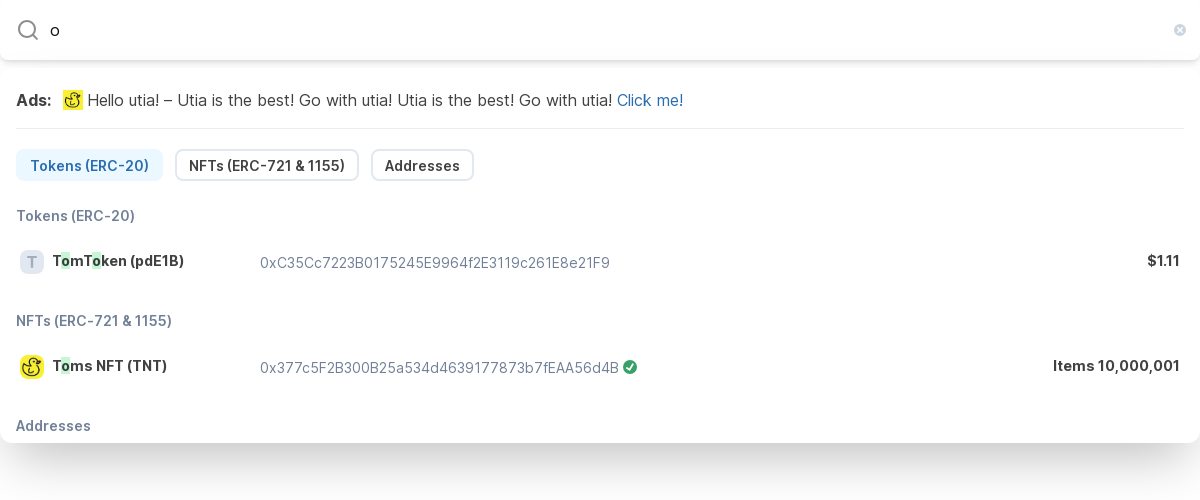 o
Ads: Hello utia! – Utia is the best! Go with utia! Utia is the best! Go with utia! Click me!
Tokens (ERC-20) NFTs (ERC-721 & 1155) Addresses
Tokens (ERC-20)
T TomToken (pdE1B) 0xC35Cc7223B0175245E9964f2E3119c261E8e21F9 $1.11
NFTs (ERC-721 & 1155)
Toms NFT (TNT) 0x377c5F2B300B25a534d4639177873b7fEAA56d4B Items 10,000,001
Addresses